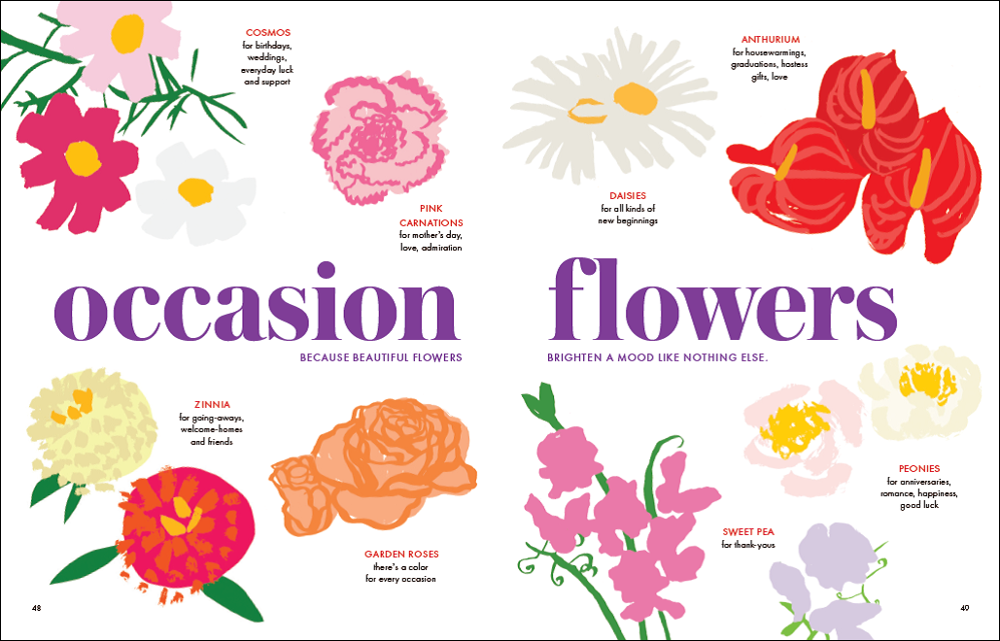 COSMOS
for birthdays,
weddings,
everyday luck
and support
PINK
CARNATIONS
for mother's day,
love, admiration
DAISIES
for all kinds of
new beginnings
ANTHURIUM
for housewarmings,
graduations, hostess
gifts, love
occasion flowers
BECAUSE BEAUTIFUL FLOWERS BRIGHTEN A MOOD LIKE NOTHING ELSE.
ZINNIA
for going-aways,
welcome-homes
and friends
GARDEN ROSES
there's a color
for every occasion
SWEET PEA
for thank-yous
PEONIES
for anniversaries,
romance, happiness,
good luck
48
49